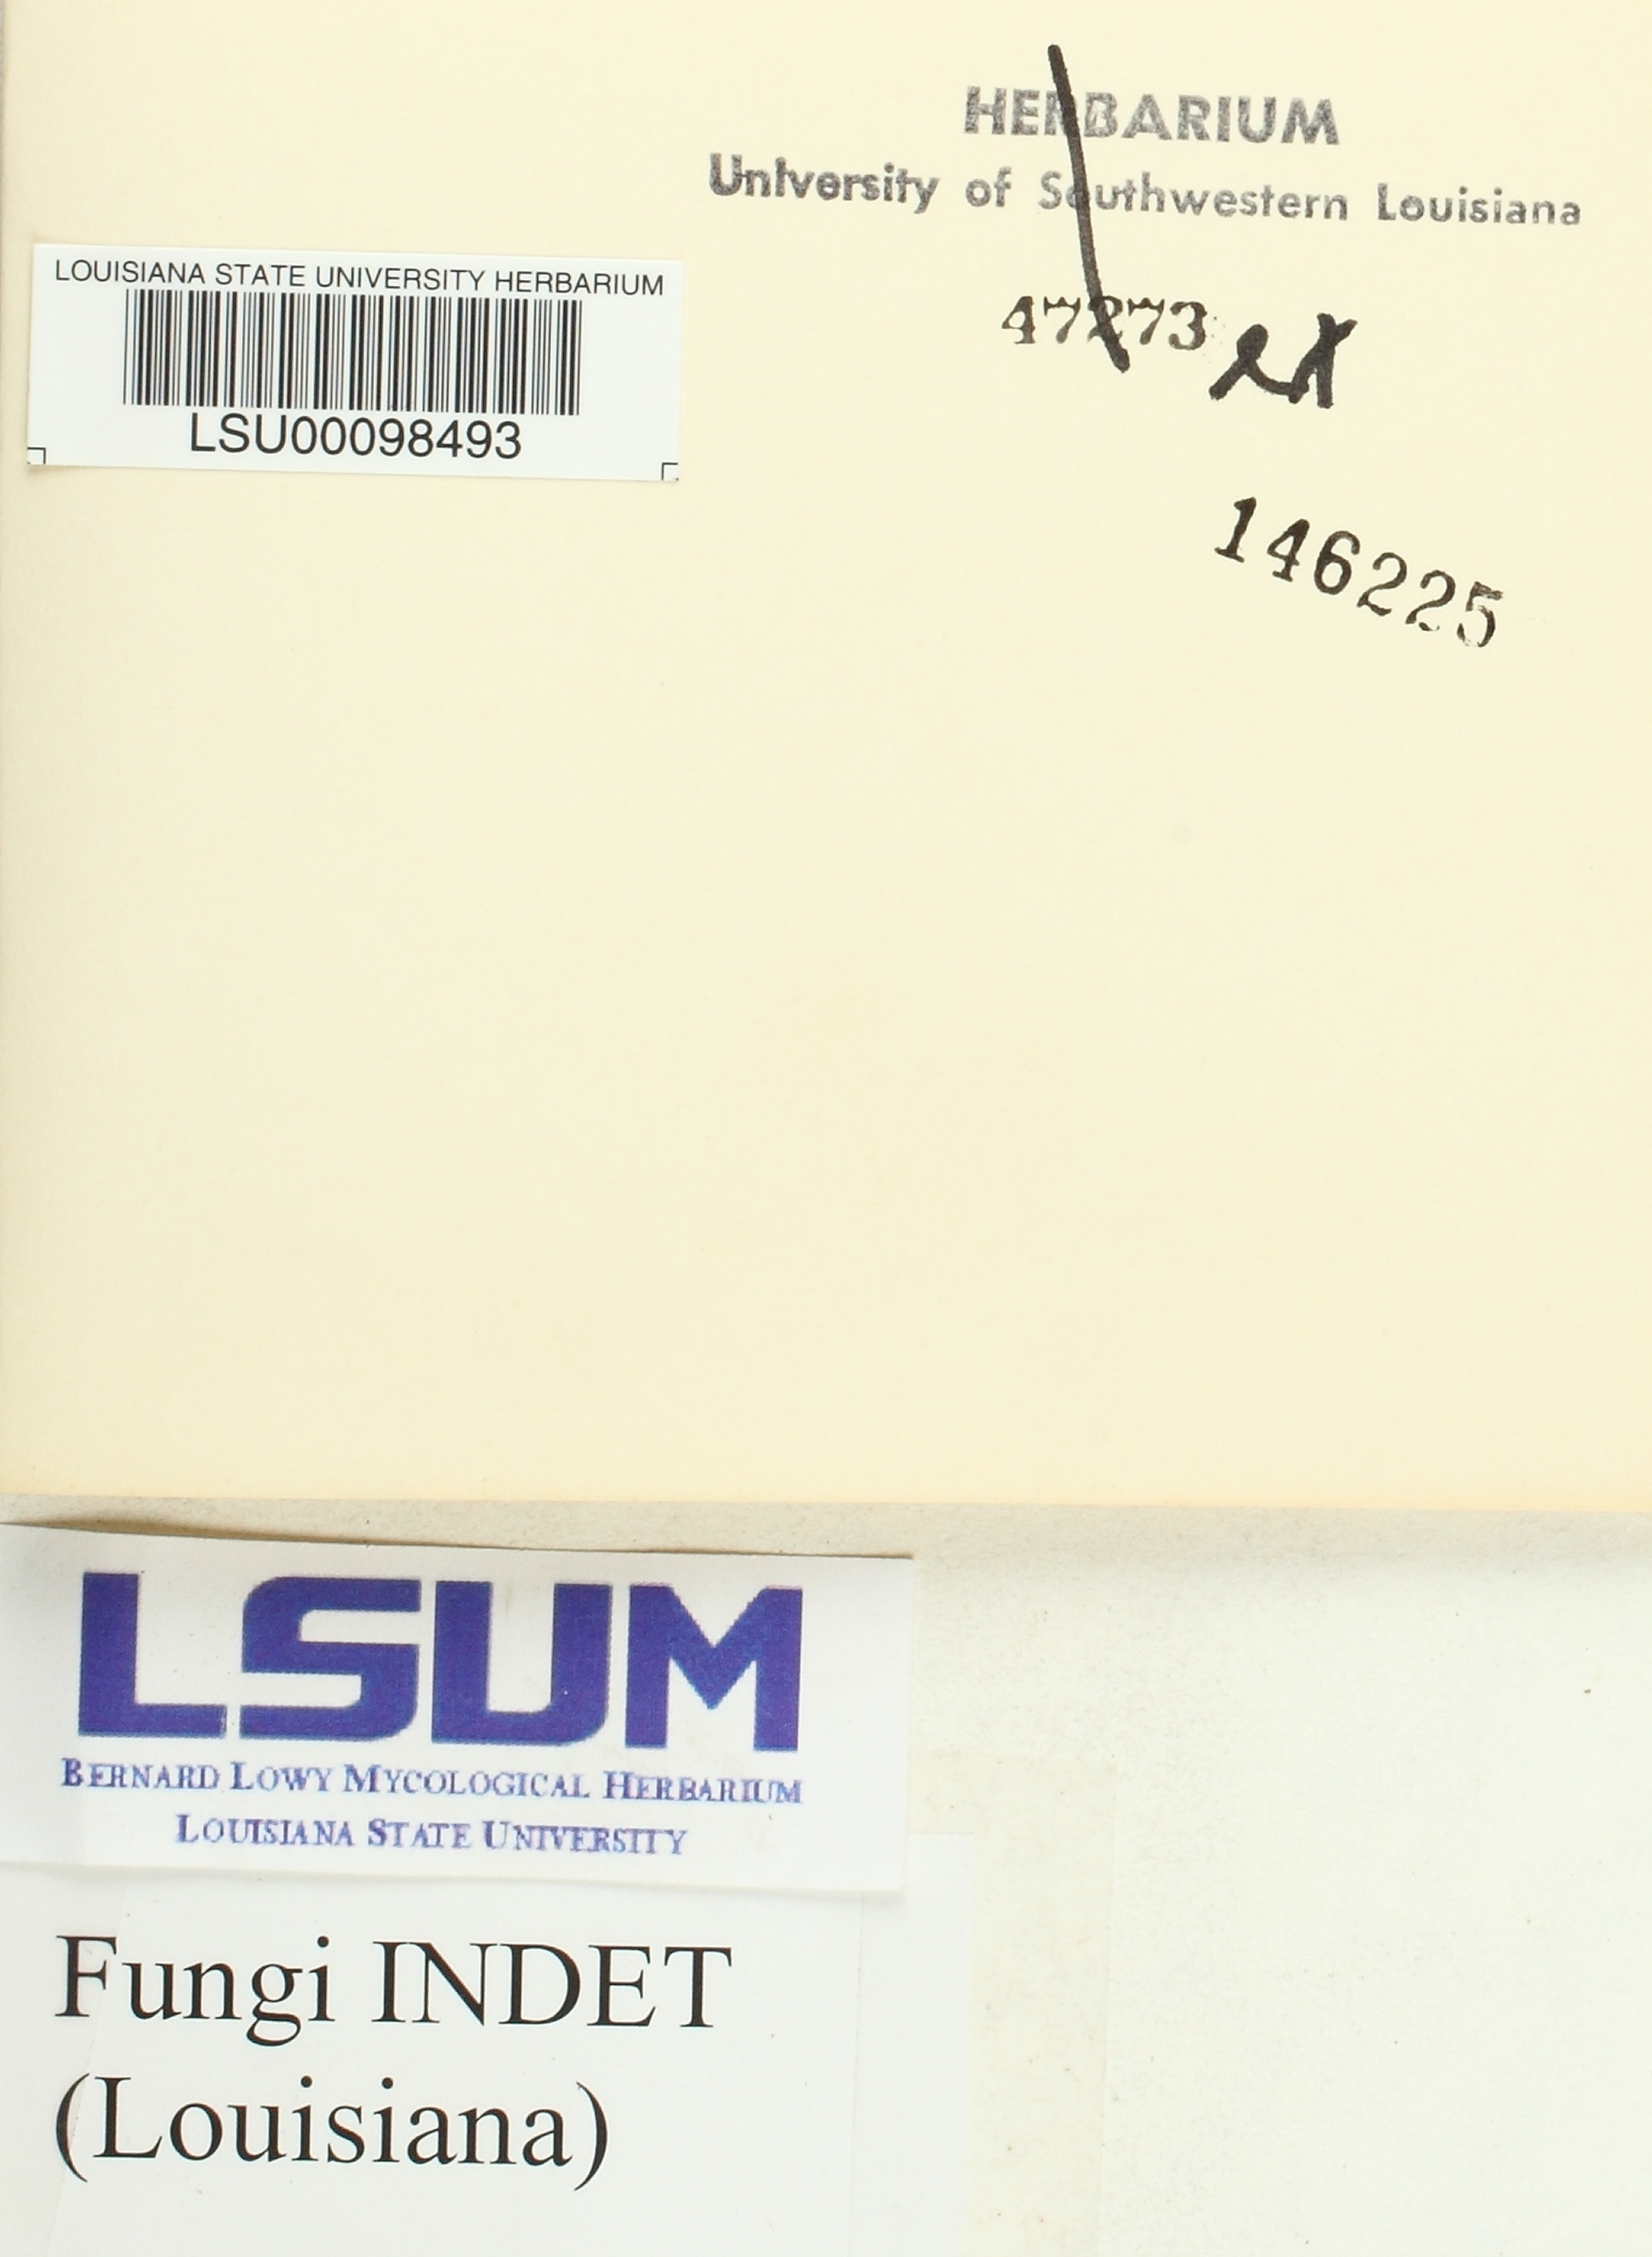 HERBARIUM
University of Southwestern Louisiana
47273
LOUISIANA STATE UNIVERSITY HERBARIUM
LSU00098493
146225
LSUM
BERNARD LOWY MYCOLOGICAL HERBARIUM
LOUISIANA STATE UNIVERSITY
Fungi INDET
(Louisiana)